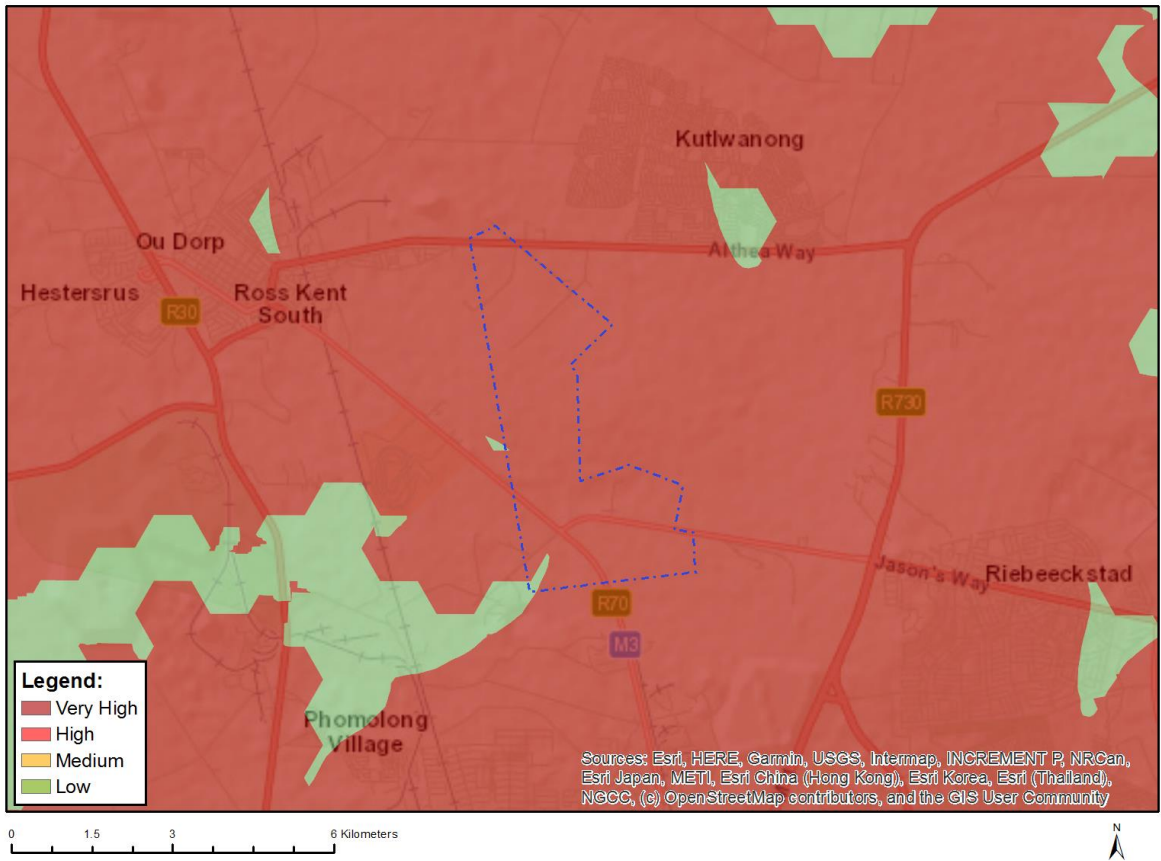 Kutlwanong
Ou Dorp
Althea Way
Hestersrus
Ross Kent
South
R30
R730
Jason's Way
Riebeeckstad
R70
M3
Phomolong
Village
Legend:
Very High
High
Medium
Low
Sources: Esri, HERE, Garmin, USGS, Intermap, INCREMENT P, NRCan,
Esri Japan, METI, Esri China (Hong Kong), Esri Korea, Esri (Thailand),
NGCC, (c) OpenStreetMap contributors, and the GIS User Community
0 1.5 3 6 Kilometers
N